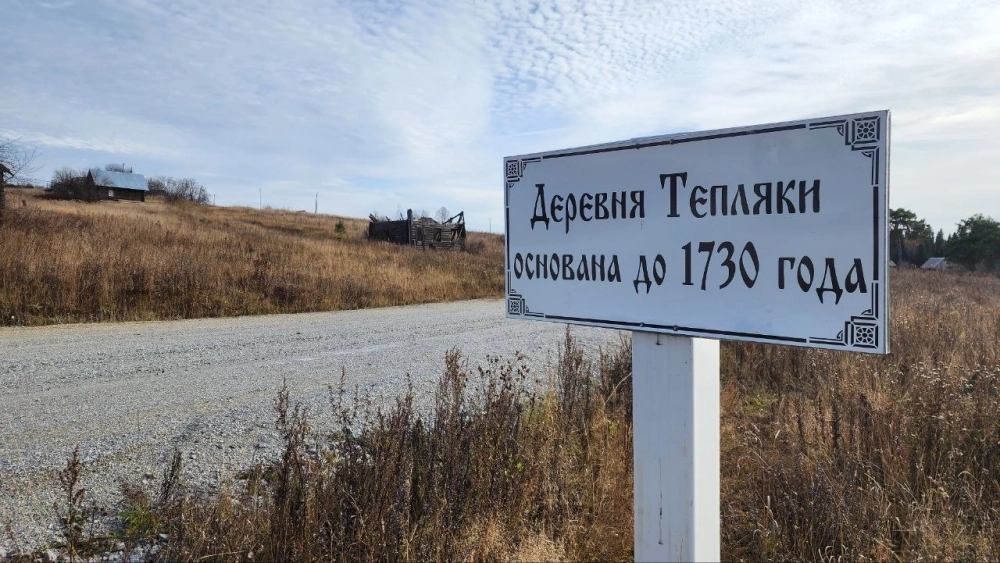 Деревня Тепляки
основана до 1730 года